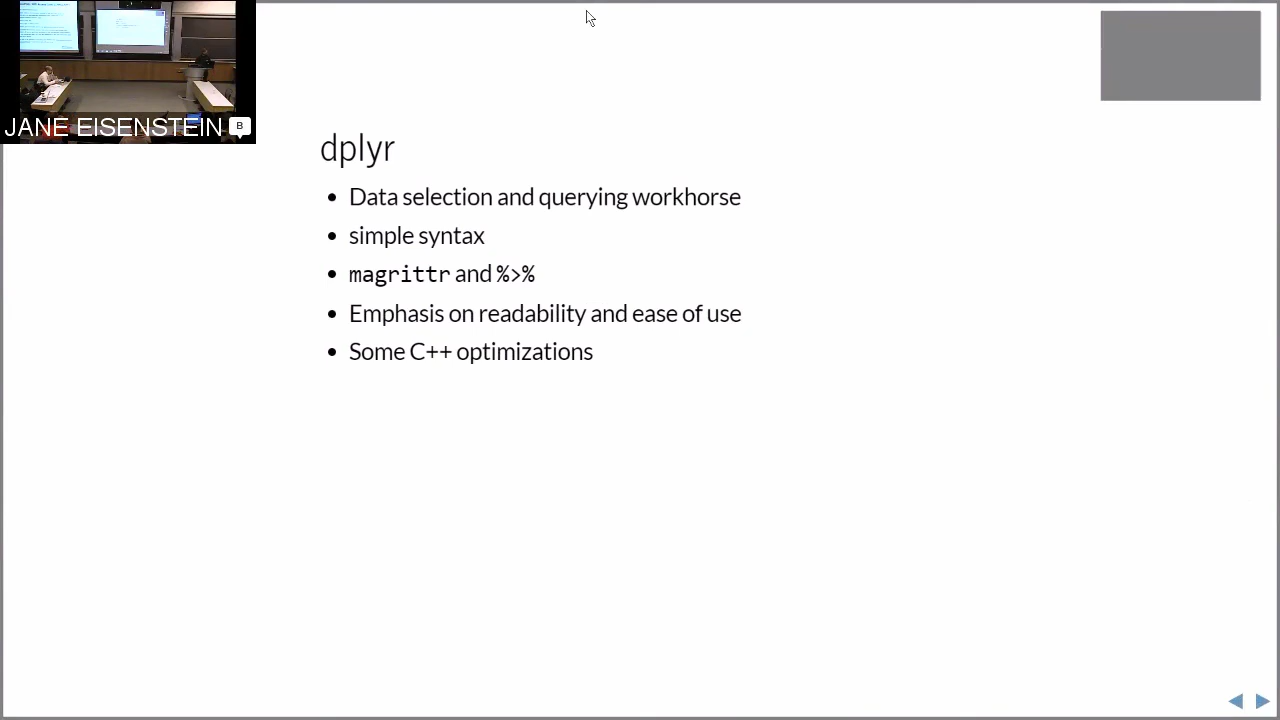 JANE EISENSTEIN
B
dplyr
• Data selection and querying workhorse
• simple syntax
• magrittr and %>%
• Emphasis on readability and ease of use
• Some C++ optimizations